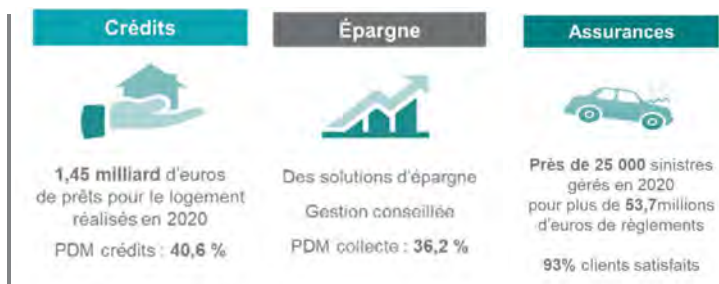 Crédits
1,45 milliard d'euros
de prêts pour le logement
réalisés en 2020
PDM crédits : 40,6 %
Épargne
Des solutions d'épargne
Gestion conseillée
PDM collecte : 36,2 %
Assurances
Près de 25 000 sinistres
gérés en 2020
pour plus de 53,7millions
d'euros de règlements
93% clients satisfaits